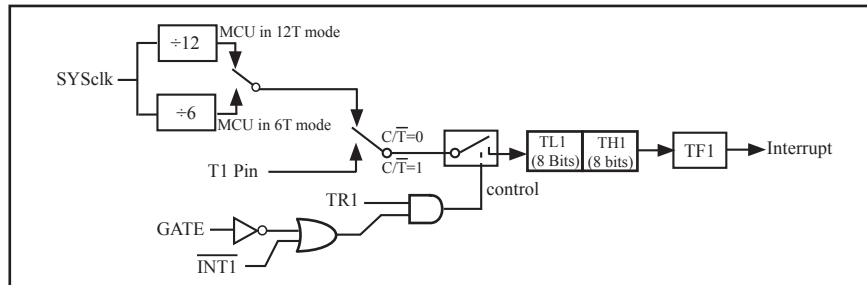 ÷12
MCU in 12T mode
SYSclk
÷6
MCU in 6T mode
C/T̅=0
C/T̅=1
T1 Pin
TL1
(8 Bits)
TH1
(8 bits)
TF1
Interrupt
control
TR1
GATE
I̅N̅T̅1̅